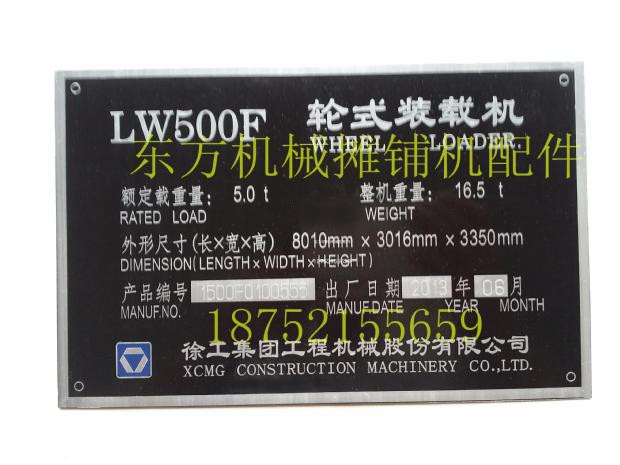 LW500F 轮式装载机
WHEEL LOADER.
东方机械摊铺机配件
额定载重量: 5.0 t 整机重量: 16.5 t
RATED LOAD WEIGHT
外形尺寸(长×宽×高) 8010mm × 3016mm × 3350mm
DIMENSION(LENGTH×WIDTH×HEIGHT)
产品编号 1500F0100555 出厂日期 2013 年 06 月
MANUF.NO. MANUF.DATE YEAR MONTH
18752155659
徐工集团工程机械股份有限公司
XCMG CONSTRUCTION MACHINERY CO.,LTD.